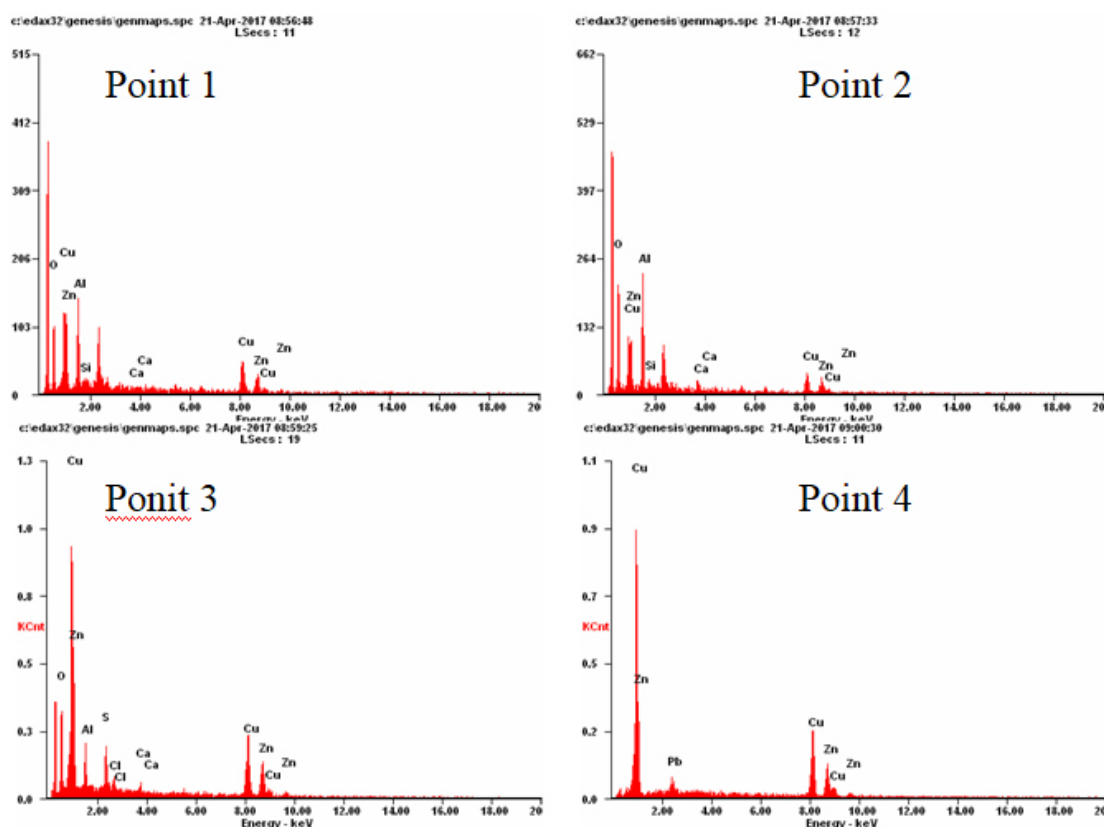 c:\edax32\genesis\genmaps.spc 21-Apr-2017 08:56:48
LSecs : 11
515
Point 1
412
309
206
103
0
Cu
O
Zn
Al
Si
Ca
Ca
Cu
Zn
Zn
Cu
2.00 4.00 6.00 8.00 10.00 12.00 14.00 16.00 18.00 20
Energy - keV
c:\edax32\genesis\genmaps.spc 21-Apr-2017 08:57:33
LSecs : 12
662
Point 2
529
397
264
132
0
O
Al
Zn
Cu
Si
Ca
Ca
Cu
Zn
Zn
Cu
2.00 4.00 6.00 8.00 10.00 12.00 14.00 16.00 18.00 20
Energy - keV
c:\edax32\genesis\genmaps.spc 21-Apr-2017 08:59:25
LSecs : 19
1.3
Cu
Ponit 3
1.0
0.8
KCnt
0.5
0.3
0.0
Zn
O
Al
S
Cl
Cl
Ca
Ca
Cu
Zn
Zn
Cu
2.00 4.00 6.00 8.00 10.00 12.00 14.00 16.00 18.00 20
Energy - keV
c:\edax32\genesis\genmaps.spc 21-Apr-2017 09:00:30
LSecs : 11
1.1
Cu
Point 4
0.9
0.7
KCnt
0.5
0.2
0.0
Zn
Pb
Cu
Zn
Zn
Cu
2.00 4.00 6.00 8.00 10.00 12.00 14.00 16.00 18.00 20
Energy - keV